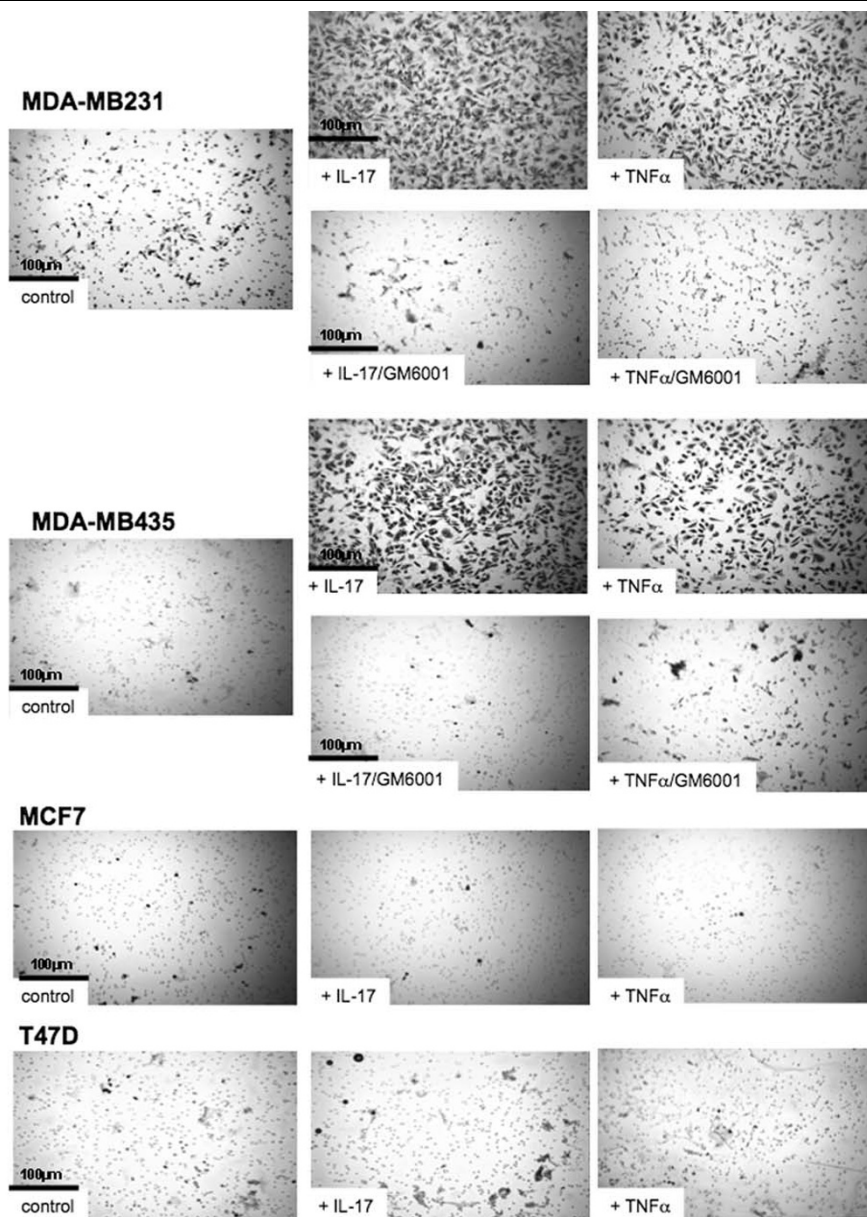 MDA-MB231
100µm
control
100µm
+ IL-17
+ TNFα
100µm
+ IL-17/GM6001
+ TNFα/GM6001
MDA-MB435
100µm
control
100µm
+ IL-17
+ TNFα
100µm
+ IL-17/GM6001
+ TNFα/GM6001
MCF7
100µm
control
+ IL-17
+ TNFα
T47D
100µm
control
+ IL-17
+ TNFα